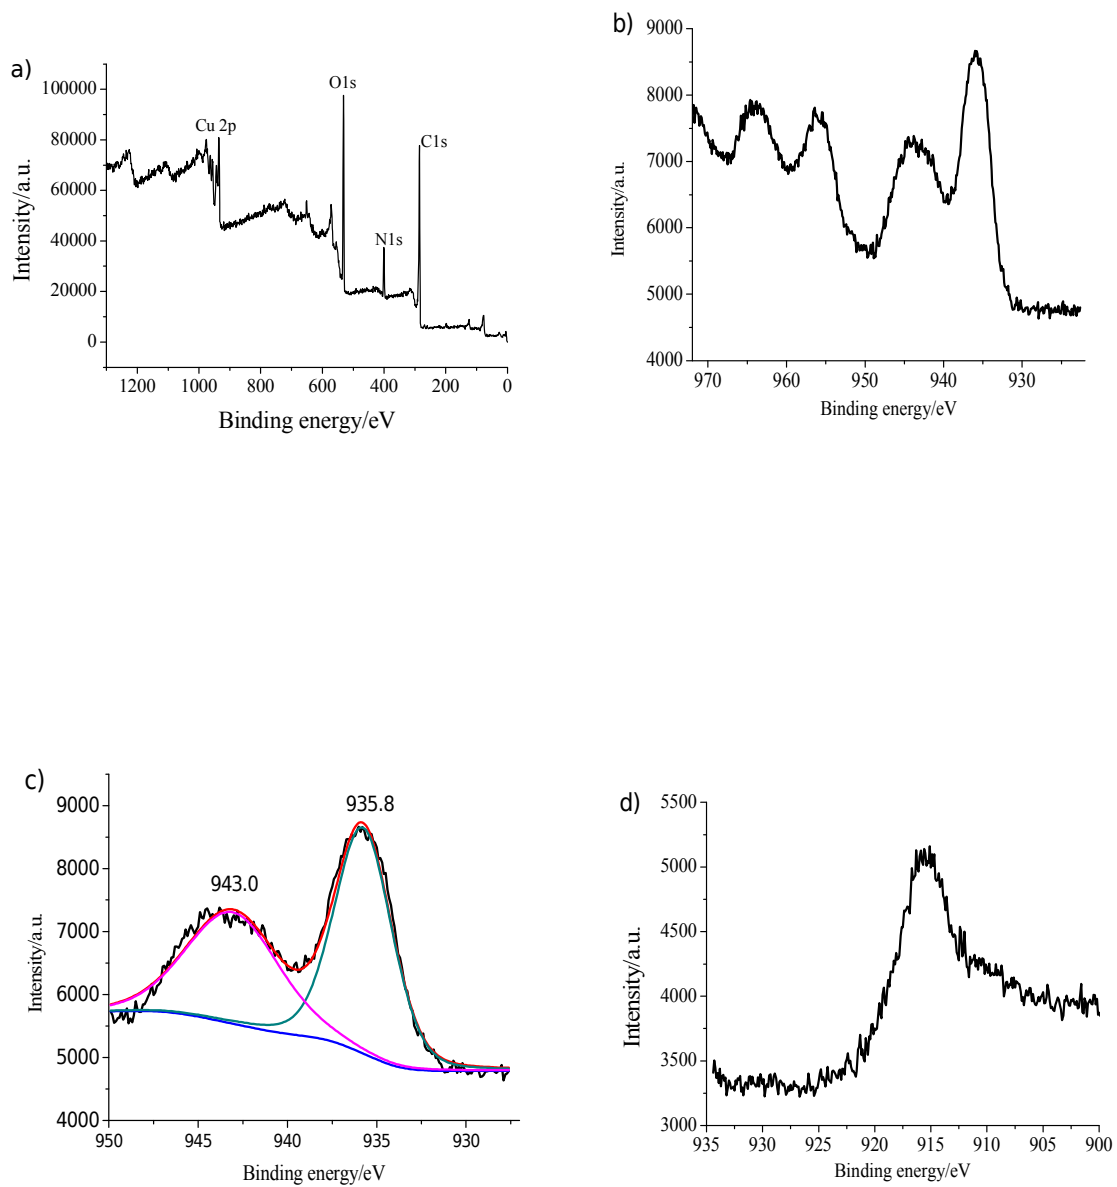 a)
100000
80000
60000
40000
20000
0
Intensity/a.u.
Cu 2p
O1s
N1s
C1s
1200 1000 800 600 400 200 0
Binding energy/eV
b)
9000
8000
7000
6000
5000
4000
Intensity/a.u.
970 960 950 940 930
Binding energy/eV
c)
9000
8000
7000
6000
5000
4000
Intensity/a.u.
943.0
935.8
950 945 940 935 930
Binding energy/eV
d)
5500
5000
4500
4000
3500
3000
Intensity/a.u.
935 930 925 920 915 910 905 900
Binding energy/eV